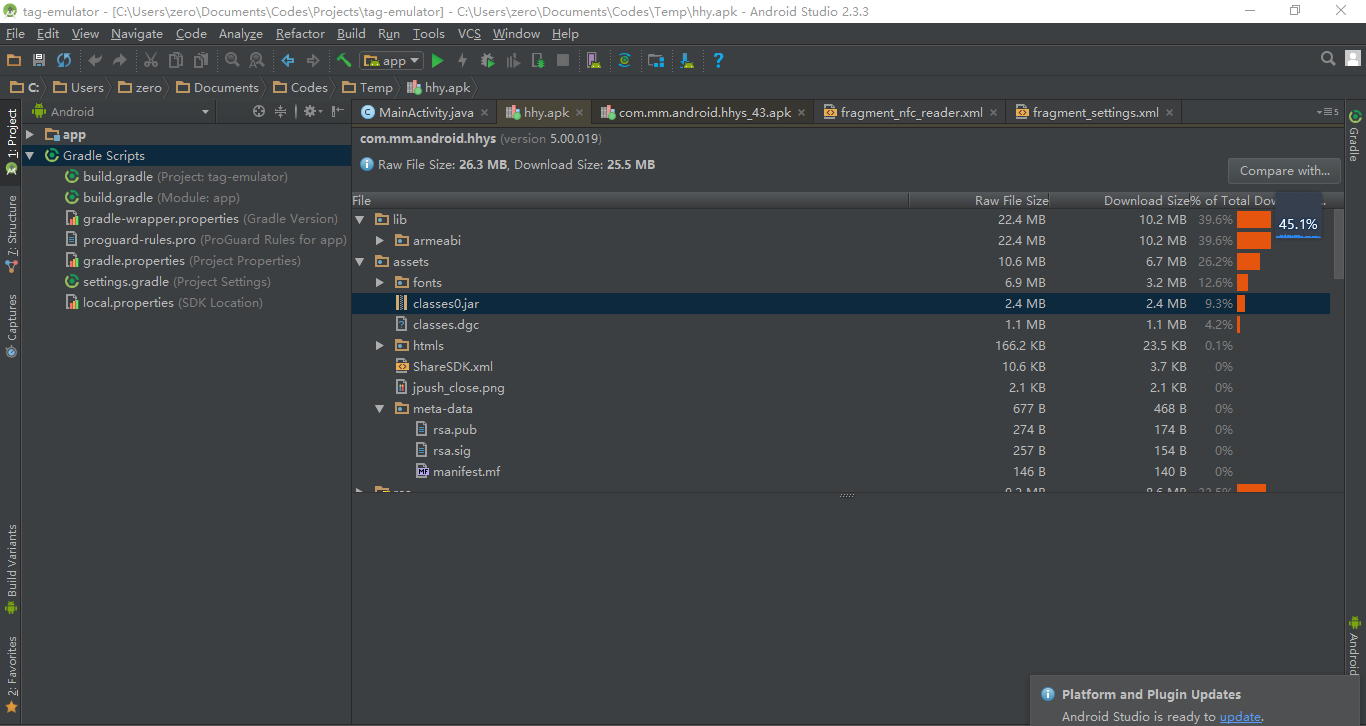 tag-emulator - [C:\Users\zero\Documents\Codes\Projects\tag-emulator] - C:\Users\zero\Documents\Codes\Temp\hhy.apk - Android Studio 2.3.3
File Edit View Navigate Code Analyze Refactor Build Run Tools VCS Window Help
app
C: Users zero Documents Codes Temp hhy.apk
Android
MainActivity.java hhy.apk com.mm.android.hhys_43.apk fragment_nfc_reader.xml fragment_settings.xml
5
1: Project
7: Structure
Captures
Build Variants
2: Favorites
app
Gradle Scripts
build.gradle (Project: tag-emulator)
build.gradle (Module: app)
gradle-wrapper.properties (Gradle Version)
proguard-rules.pro (ProGuard Rules for app)
gradle.properties (Project Properties)
settings.gradle (Project Settings)
local.properties (SDK Location)
com.mm.android.hhys (version 5.00.019)
Raw File Size: 26.3 MB, Download Size: 25.5 MB
Compare with...
File Raw File Size Download Size % of Total Dow
lib 22.4 MB 10.2 MB 39.6%
45.1%
armeabi 22.4 MB 10.2 MB 39.6%
assets 10.6 MB 6.7 MB 26.2%
fonts 6.9 MB 3.2 MB 12.6%
classes0.jar 2.4 MB 2.4 MB 9.3%
classes.dgc 1.1 MB 1.1 MB 4.2%
htmls 166.2 KB 23.5 KB 0.1%
ShareSDK.xml 10.6 KB 3.7 KB 0%
jpush_close.png 2.1 KB 2.1 KB 0%
meta-data 677 B 468 B 0%
rsa.pub 274 B 174 B 0%
rsa.sig 257 B 154 B 0%
manifest.mf 146 B 140 B 0%
Gradle
Android
Platform and Plugin Updates
Android Studio is ready to update.